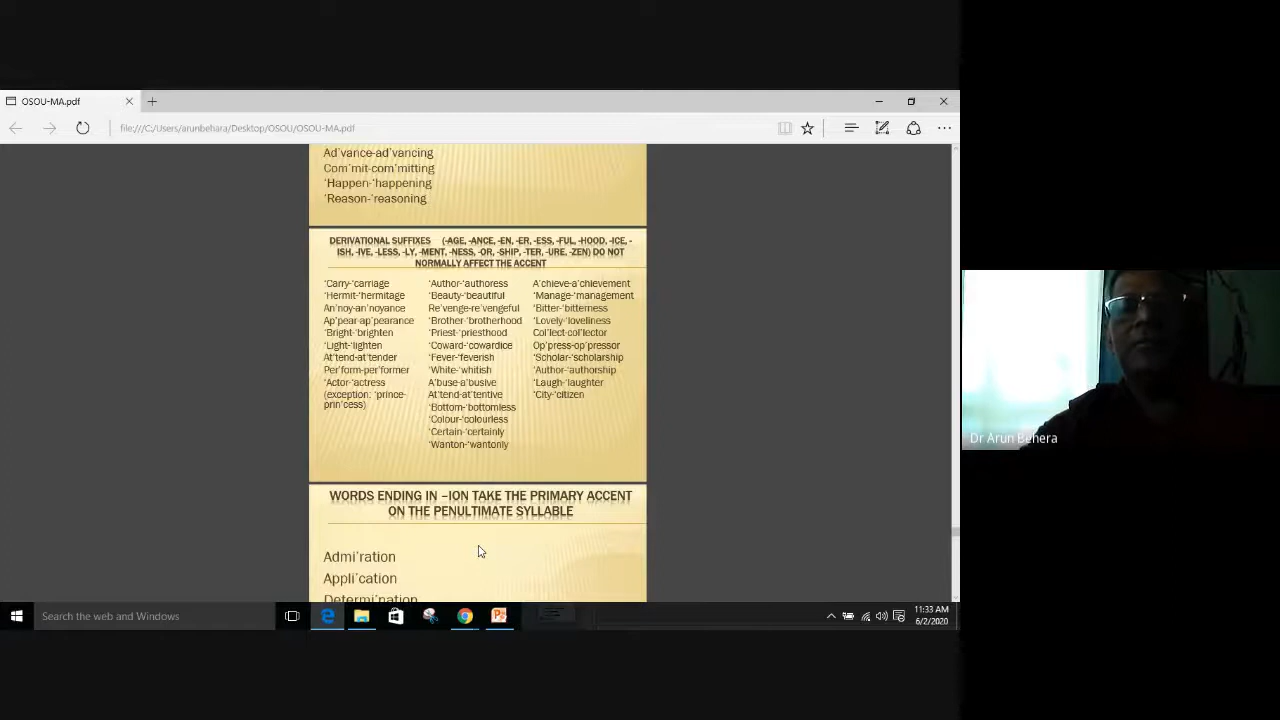 OSOU-MA.pdf
file:///C:/Users/arunbehara/Desktop/OSOU/OSOU-MA.pdf
Ad'vance-ad'vancing
Com'mit-com'mitting
'Happen-'happening
'Reason-'reasoning
DERIVATIONAL SUFFIXES (-AGE, -ANCE, -EN, -ER, -ESS, -FUL, -HOOD, -ICE, -
ISH, -IVE, -LESS, -LY, -MENT, -NESS, -OR, -SHIP, -TER, -URE, -ZEN) DO NOT
NORMALLY AFFECT THE ACCENT
'Carry-'carriage
'Hermit-'hermitage
An'noy-an'noyance
Ap'pear-ap'pearance
'Bright-'brighten
'Light-'lighten
At'tend-at'tender
Per'form-per'former
'Actor-'actress
(exception: 'prince-
prin'cess)
'Author-'authoress
'Beauty-'beautiful
Re'venge-re'vengeful
'Brother-'brotherhood
'Priest-'priesthood
'Coward-'cowardice
'Fever-'feverish
'White-'whitish
A'buse-a'busive
At'tend-at'tentive
'Bottom-'bottomless
'Colour-'colourless
'Certain-'certainly
'Wanton-'wantonly
A'chieve-a'chievement
'Manage-'management
'Bitter-'bitterness
'Lovely-'loveliness
Col'lect-col'lector
Op'press-op'pressor
'Scholar-'scholarship
'Author-'authorship
'Laugh-'laughter
'City-'citizen
WORDS ENDING IN –ION TAKE THE PRIMARY ACCENT
ON THE PENULTIMATE SYLLABLE
Admi'ration
Appli'cation
Determi'nation
Dr Arun Behera
Search the web and Windows
11:33 AM
6/2/2020